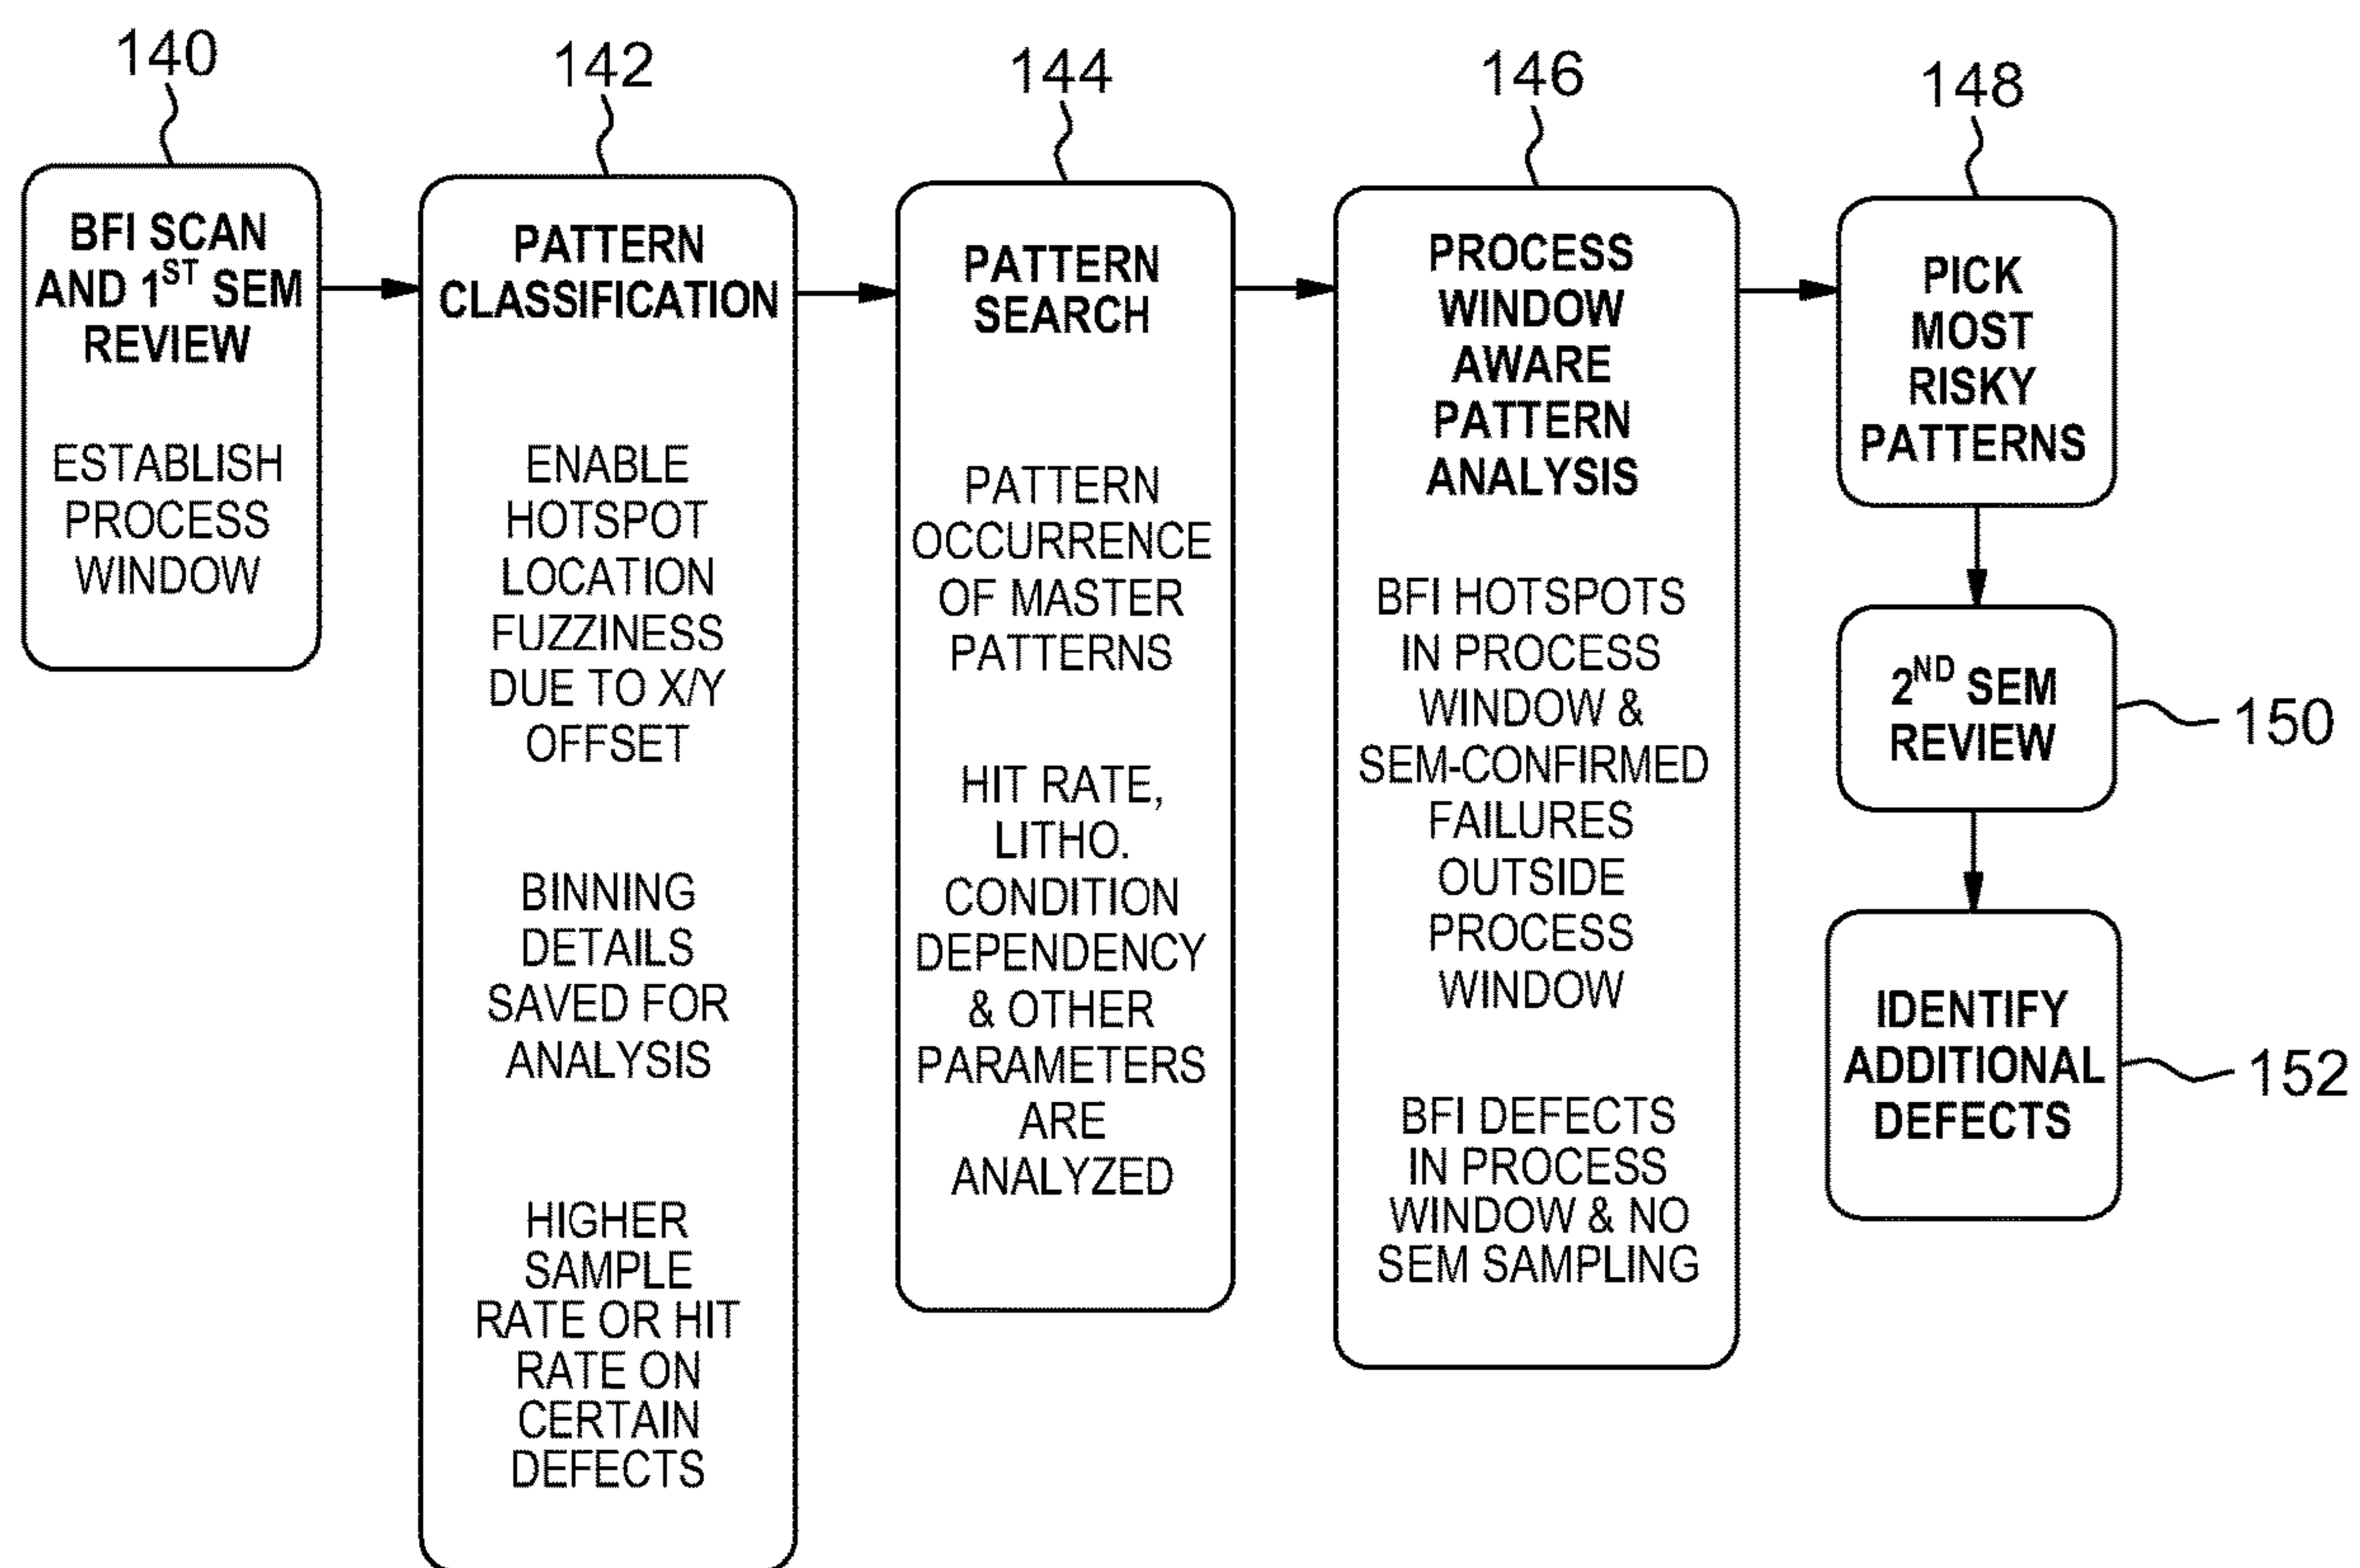 140
BFI SCAN
AND 1ST SEM
REVIEW
ESTABLISH
PROCESS
WINDOW
142
PATTERN
CLASSIFICATION
ENABLE
HOTSPOT
LOCATION
FUZZINESS
DUE TO X/Y
OFFSET
BINNING
DETAILS
SAVED FOR
ANALYSIS
HIGHER
SAMPLE
RATE OR HIT
RATE ON
CERTAIN
DEFECTS
144
PATTERN
SEARCH
PATTERN
OCCURRENCE
OF MASTER
PATTERNS
HIT RATE,
LITHO.
CONDITION
DEPENDENCY
& OTHER
PARAMETERS
ARE
ANALYZED
146
PROCESS
WINDOW
AWARE
PATTERN
ANALYSIS
BFI HOTSPOTS
IN PROCESS
WINDOW &
SEM-CONFIRMED
FAILURES
OUTSIDE
PROCESS
WINDOW
BFI DEFECTS
IN PROCESS
WINDOW & NO
SEM SAMPLING
148
PICK
MOST
RISKY
PATTERNS
2ND SEM
REVIEW
150
IDENTIFY
ADDITIONAL
DEFECTS
152